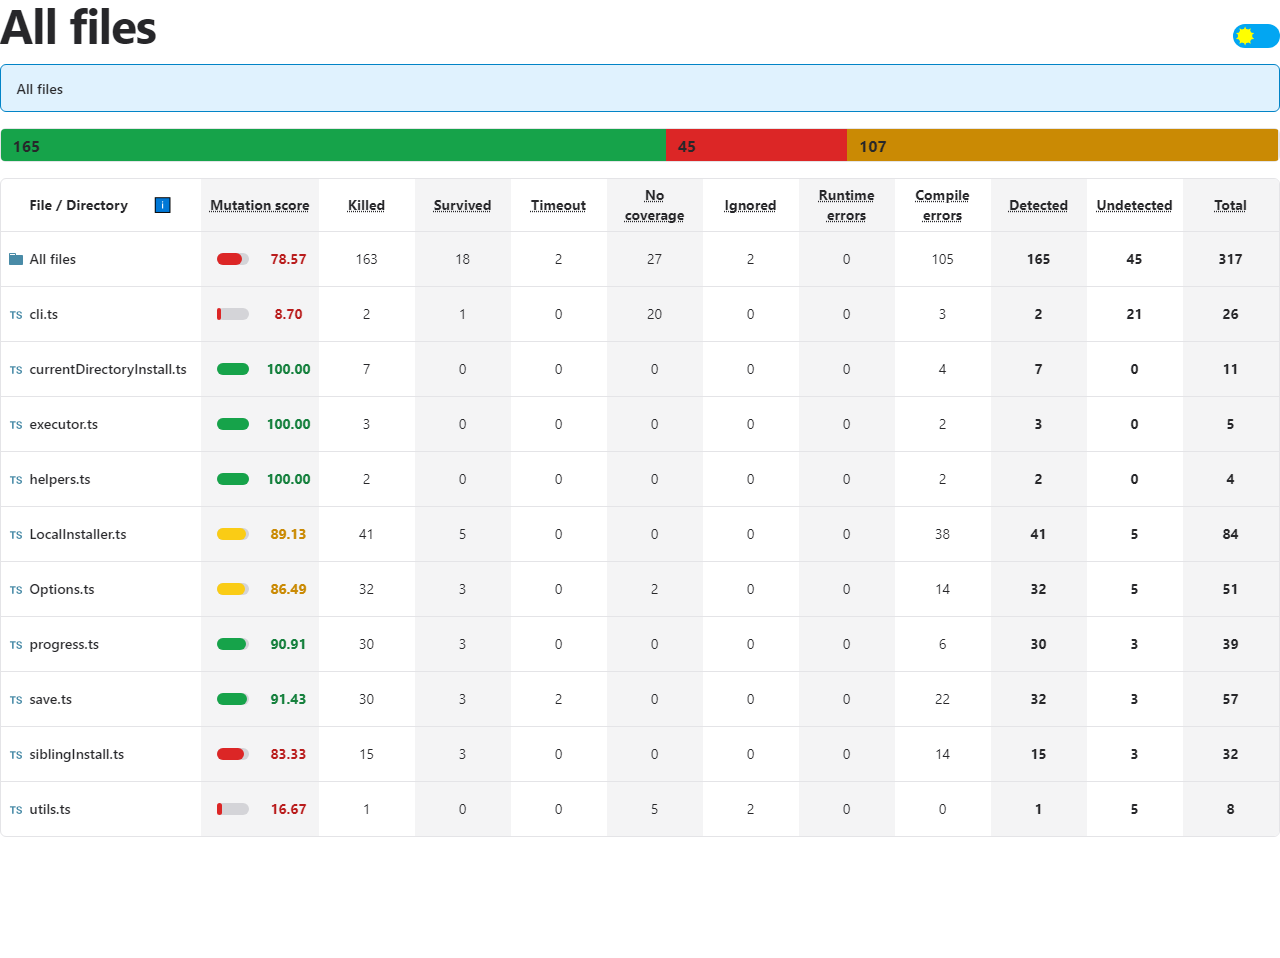 All files
All files
165 45 107
File / Directory i Mutation score Killed Survived Timeout No coverage Ignored Runtime errors Compile errors Detected Undetected Total
All files 78.57 163 18 2 27 2 0 105 165 45 317
TS cli.ts 8.70 2 1 0 20 0 0 3 2 21 26
TS currentDirectoryInstall.ts 100.00 7 0 0 0 0 0 4 7 0 11
TS executor.ts 100.00 3 0 0 0 0 0 2 3 0 5
TS helpers.ts 100.00 2 0 0 0 0 0 2 2 0 4
TS LocalInstaller.ts 89.13 41 5 0 0 0 0 38 41 5 84
TS Options.ts 86.49 32 3 0 2 0 0 14 32 5 51
TS progress.ts 90.91 30 3 0 0 0 0 6 30 3 39
TS save.ts 91.43 30 3 2 0 0 0 22 32 3 57
TS siblingInstall.ts 83.33 15 3 0 0 0 0 14 15 3 32
TS utils.ts 16.67 1 0 0 5 2 0 0 1 5 8